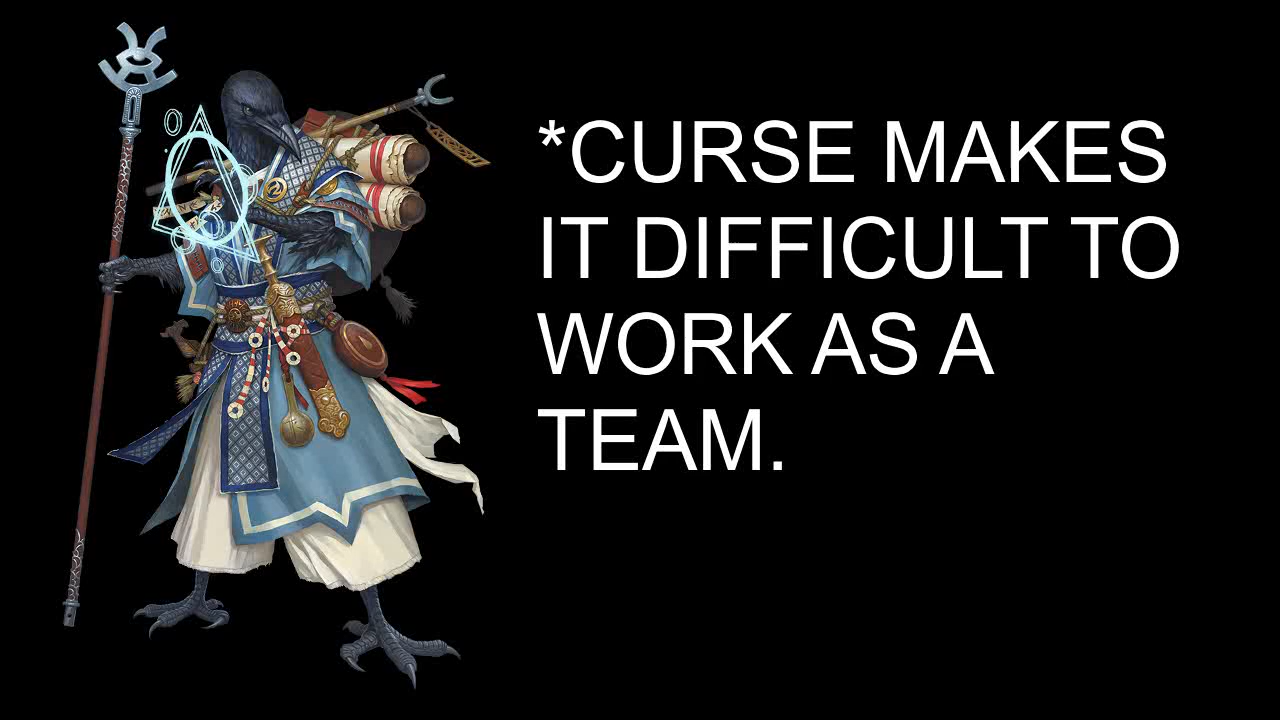 *CURSE MAKES
IT DIFFICULT TO
WORK AS A
TEAM.